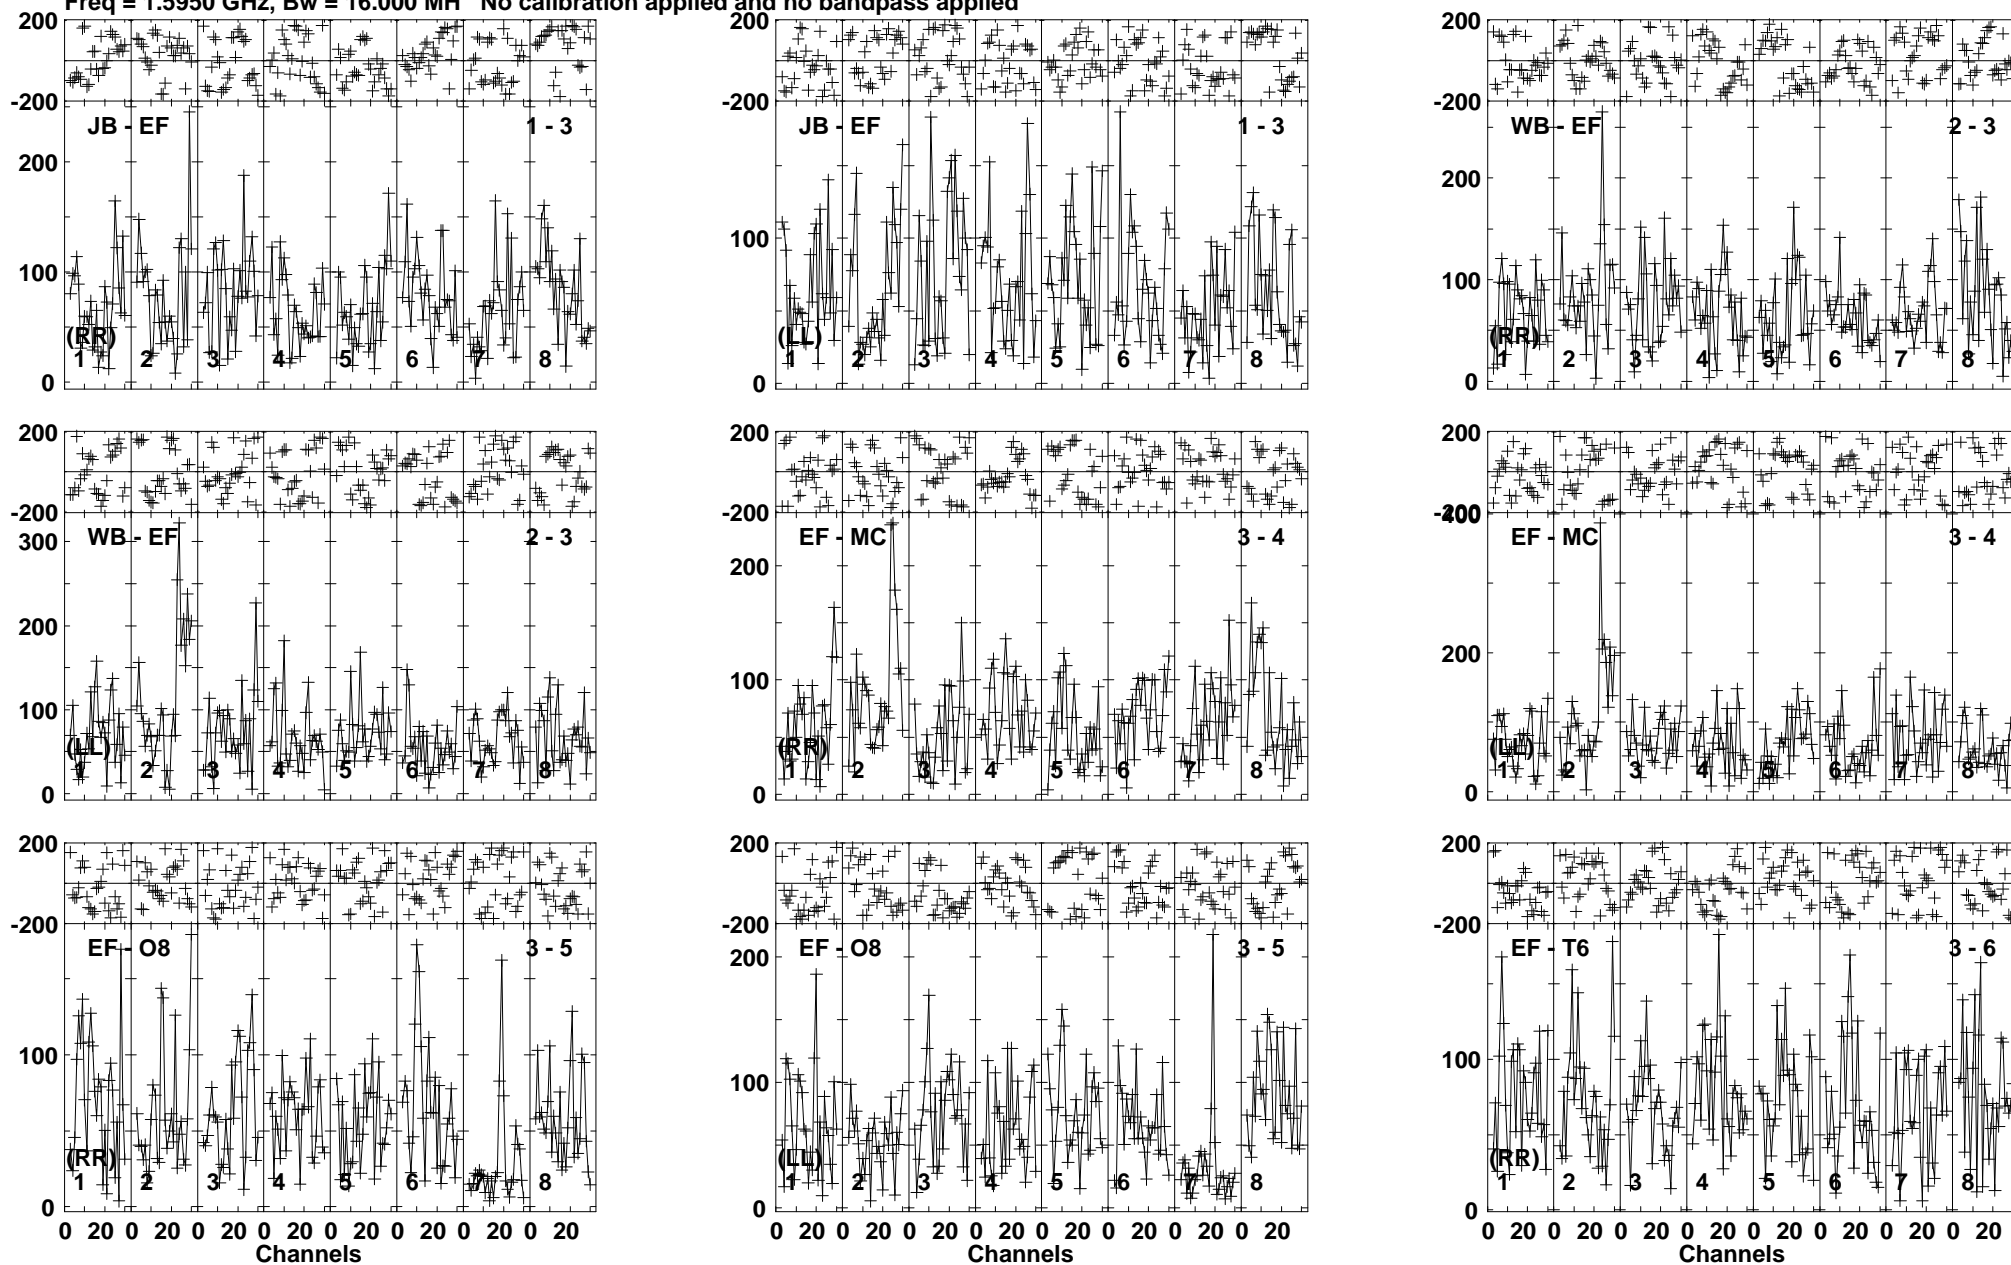 Freq = 1.5950 GHz, Bw = 16.000 MH No calibration applied and no bandpass applied
200 200 200
-200 -200 -200
JB - EF 1 - 3 JB - EF 1 - 3 WB - EF 2 - 3
200 200
100 100 100
(RR) (LL) (RR)
1 2 3 4 5 6 7 8 1 2 3 4 5 6 7 8 1 2 3 4 5 6 7 8
0 0 0
200 200 200
-200 -200 -200
400
WB - EF 2 - 3 EF - MC 3 - 4 EF - MC 3 - 4
300 200
200 200
100 100
(LL) (RR) (LL)
1 2 3 4 5 6 7 8 1 2 3 4 5 6 7 8 1 2 3 4 5 6 7 8
0 0 0
200 200 200
-200 -200 -200
EF - O8 3 - 5 EF - O8 3 - 5 EF - T6 3 - 6
200
100 100 100
(RR) (LL) (RR)
1 2 3 4 5 6 7 8 1 2 3 4 5 6 7 8 1 2 3 4 5 6 7 8
0 0 0
0 20 0 20 0 20 0 20 0 20 0 20 0 20 0 20 0 20 0 20 0 20 0 20 0 20 0 20 0 20 0 20 0 20 0 20 0 20 0 20 0 20 0 20 0 20 0 20
Channels Channels Channels